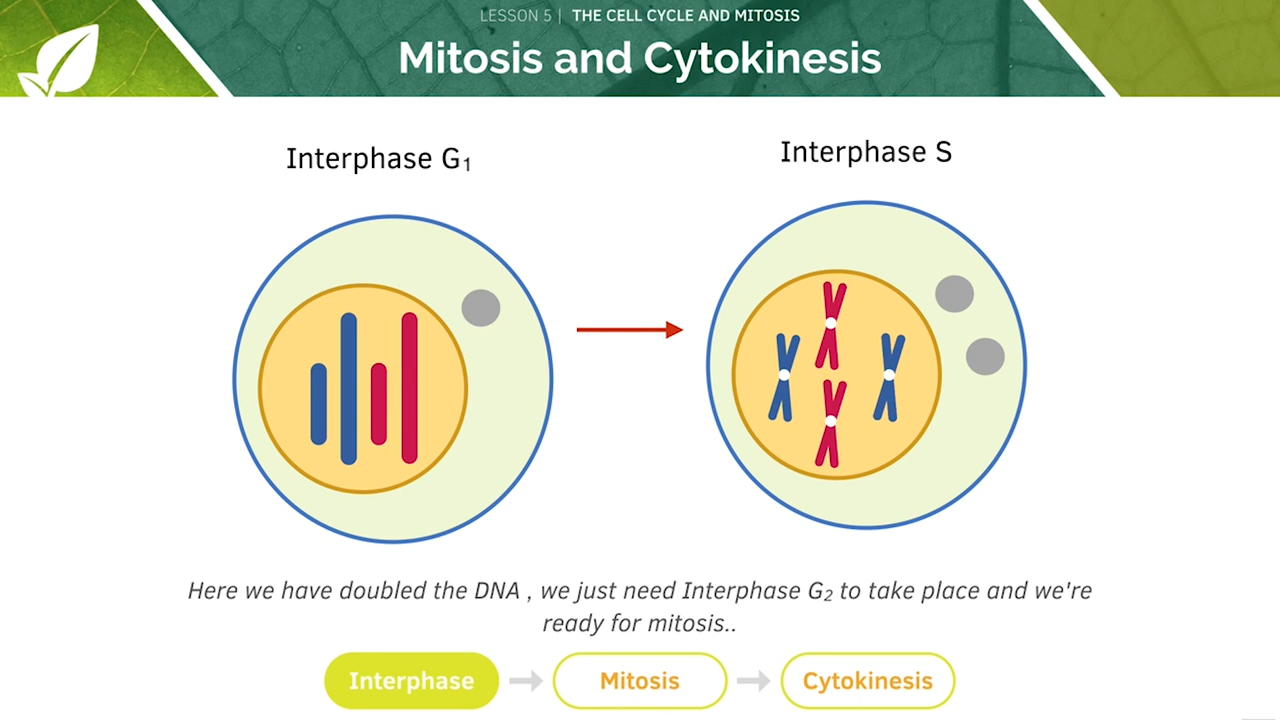 LESSON 5 | THE CELL CYCLE AND MITOSIS
Mitosis and Cytokinesis
Interphase G₁
Interphase S
Here we have doubled the DNA , we just need Interphase G₂ to take place and we're
ready for mitosis..
Interphase
Mitosis
Cytokinesis